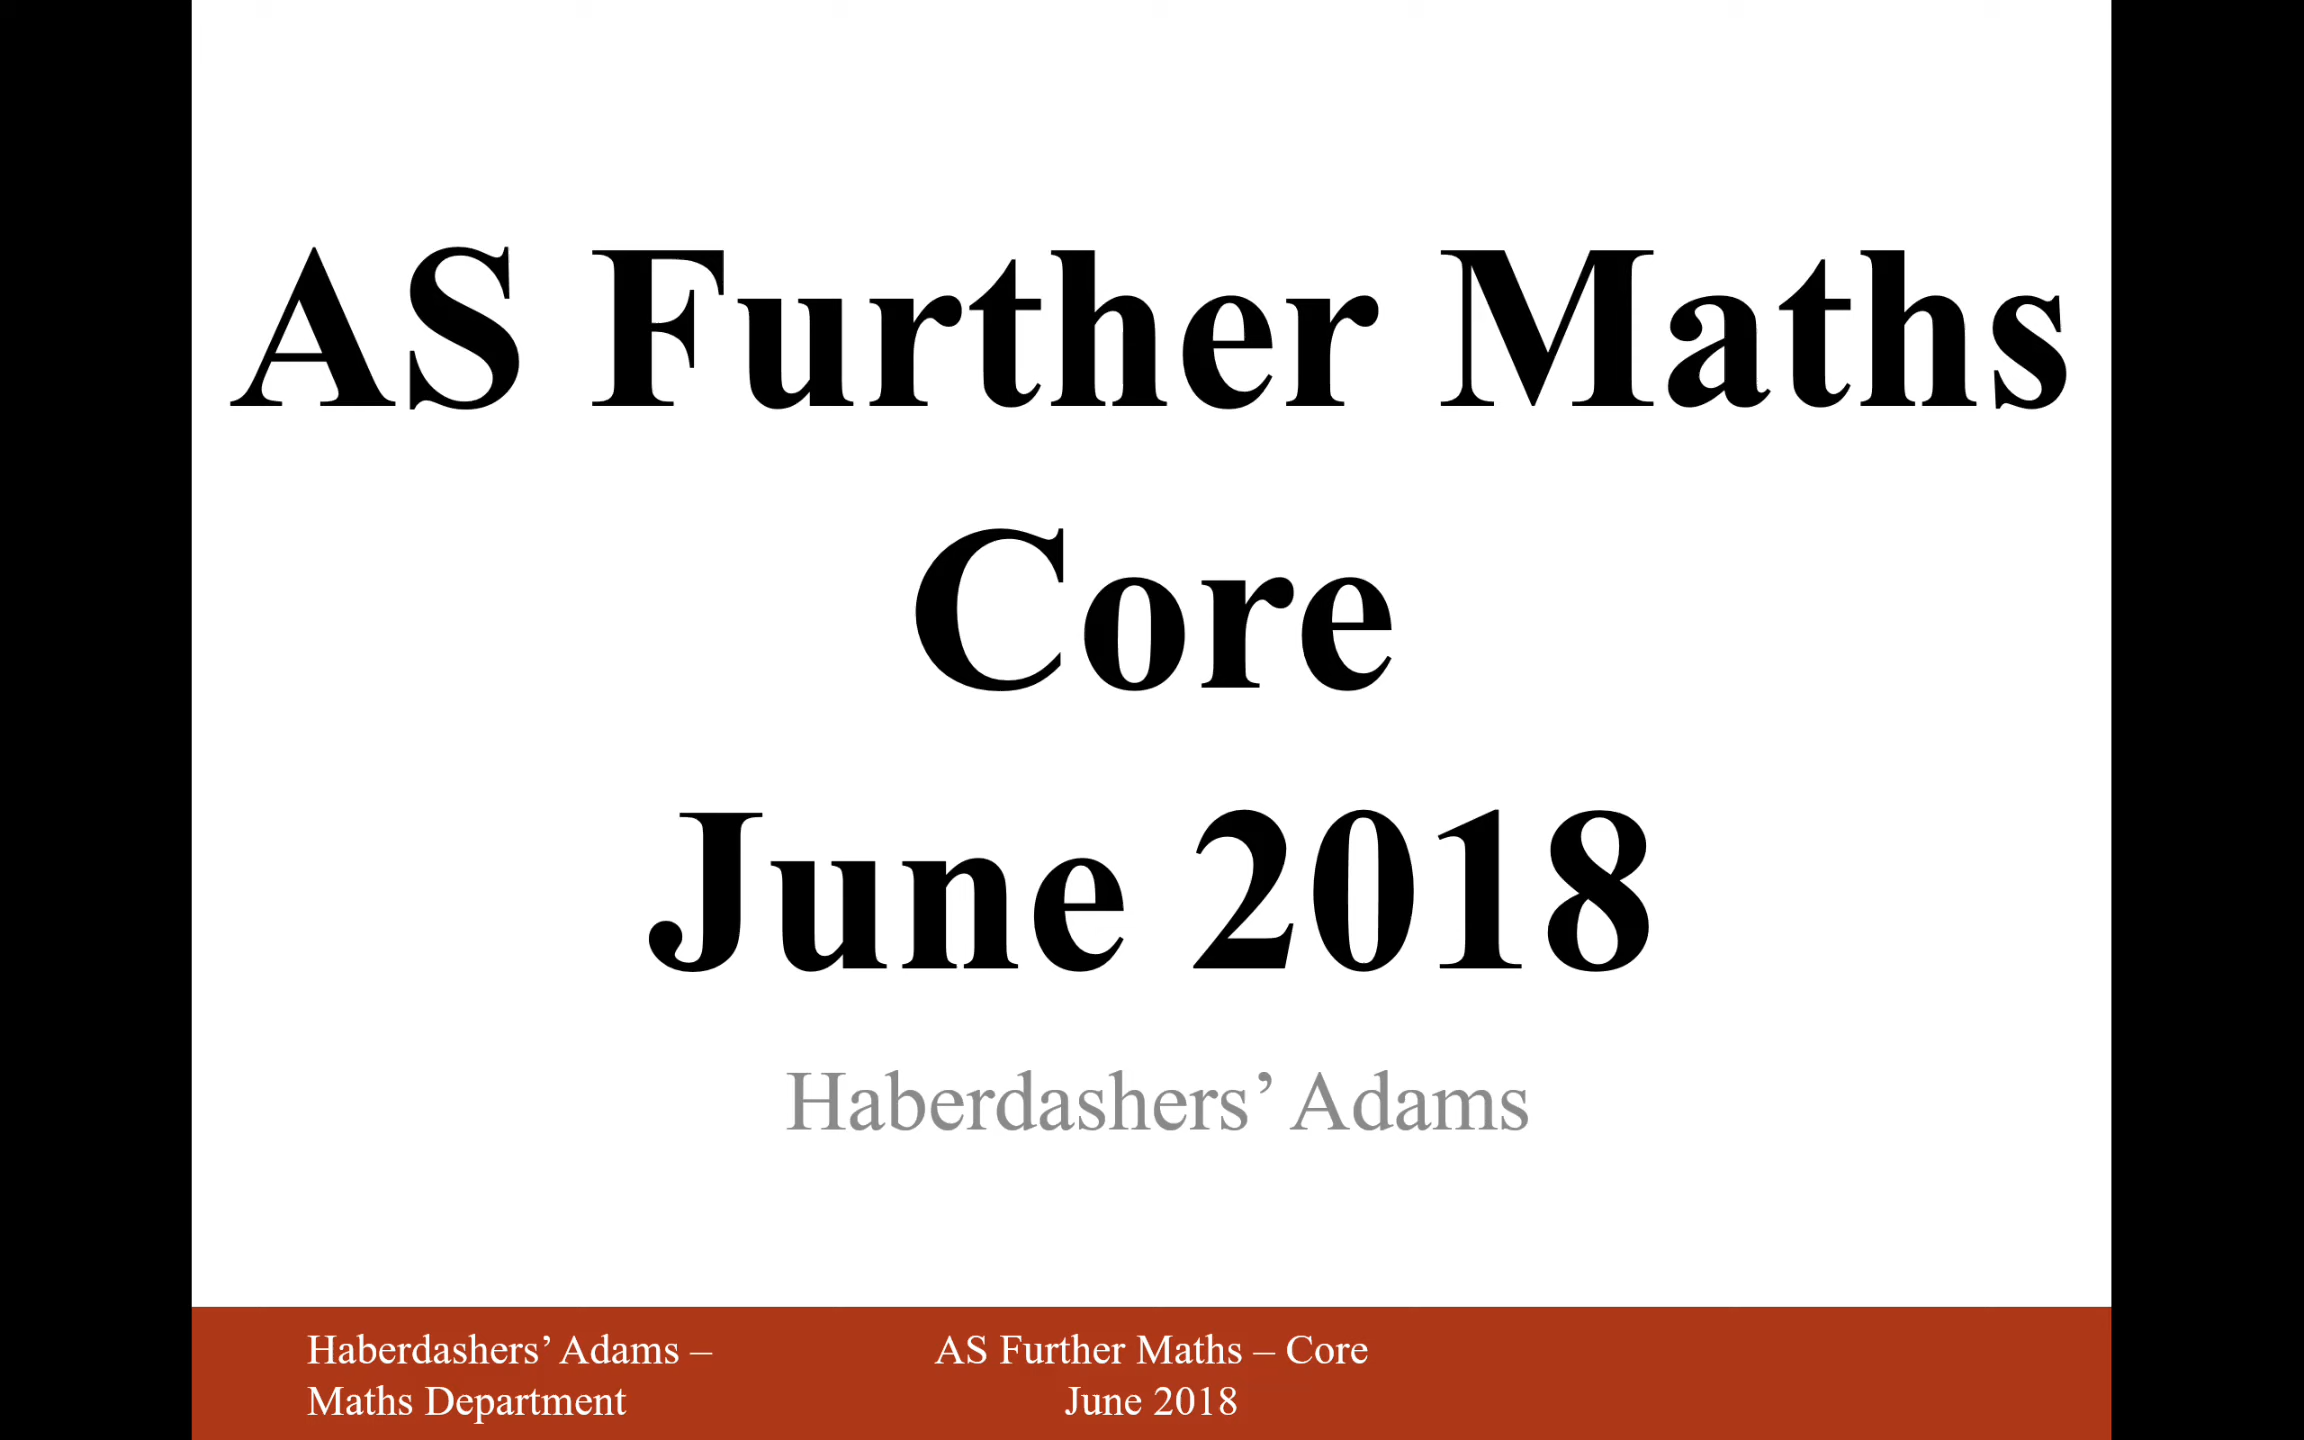 AS Further Maths
Core
June 2018
Haberdashers’ Adams
Haberdashers’ Adams –
Maths Department
AS Further Maths – Core
June 2018